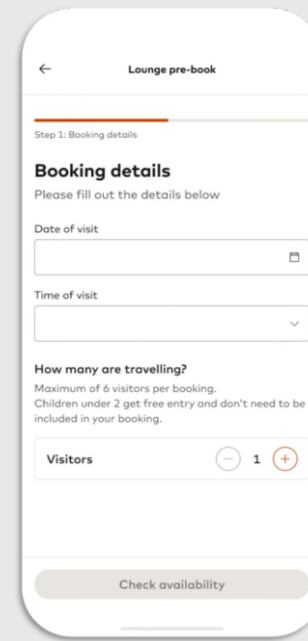 Lounge pre-book
Step 1: Booking details
Booking details
Please fill out the details below
Date of visit
Time of visit
How many are travelling?
Maximum of 6 visitors per booking.
Children under 2 get free entry and don't need to be
included in your booking.
Visitors
1
Check availability